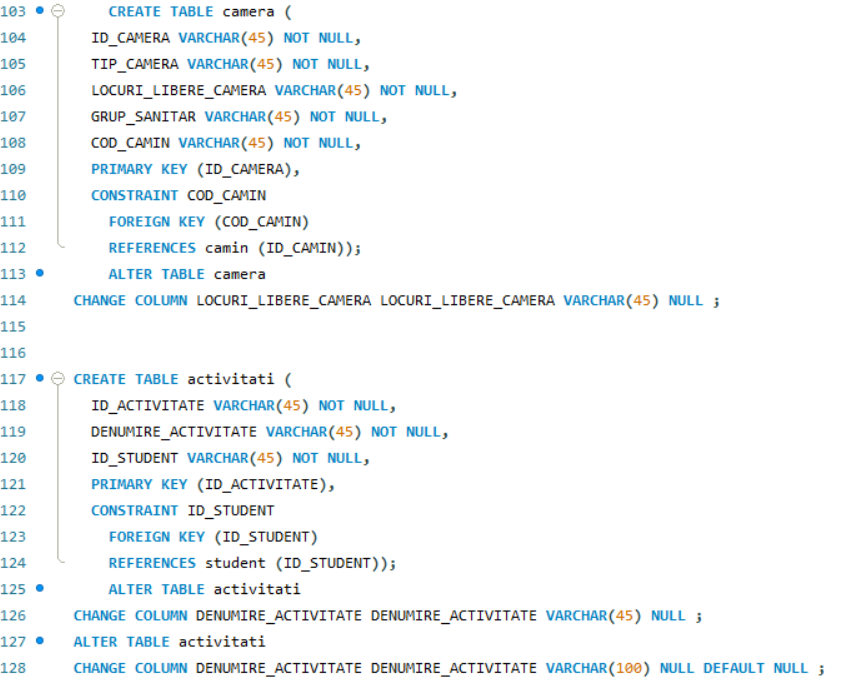 103 CREATE TABLE camera (
104 ID_CAMERA VARCHAR(45) NOT NULL,
105 TIP_CAMERA VARCHAR(45) NOT NULL,
106 LOCURI_LIBERE_CAMERA VARCHAR(45) NOT NULL,
107 GRUP_SANITAR VARCHAR(45) NOT NULL,
108 COD_CAMIN VARCHAR(45) NOT NULL,
109 PRIMARY KEY (ID_CAMERA),
110 CONSTRAINT COD_CAMIN
111 FOREIGN KEY (COD_CAMIN)
112 REFERENCES camin (ID_CAMIN));
113 ALTER TABLE camera
114 CHANGE COLUMN LOCURI_LIBERE_CAMERA LOCURI_LIBERE_CAMERA VARCHAR(45) NULL ;
115
116
117 CREATE TABLE activitati (
118 ID_ACTIVITATE VARCHAR(45) NOT NULL,
119 DENUMIRE_ACTIVITATE VARCHAR(45) NOT NULL,
120 ID_STUDENT VARCHAR(45) NOT NULL,
121 PRIMARY KEY (ID_ACTIVITATE),
122 CONSTRAINT ID_STUDENT
123 FOREIGN KEY (ID_STUDENT)
124 REFERENCES student (ID_STUDENT));
125 ALTER TABLE activitati
126 CHANGE COLUMN DENUMIRE_ACTIVITATE DENUMIRE_ACTIVITATE VARCHAR(45) NULL ;
127 ALTER TABLE activitati
128 CHANGE COLUMN DENUMIRE_ACTIVITATE DENUMIRE_ACTIVITATE VARCHAR(100) NULL DEFAULT NULL ;